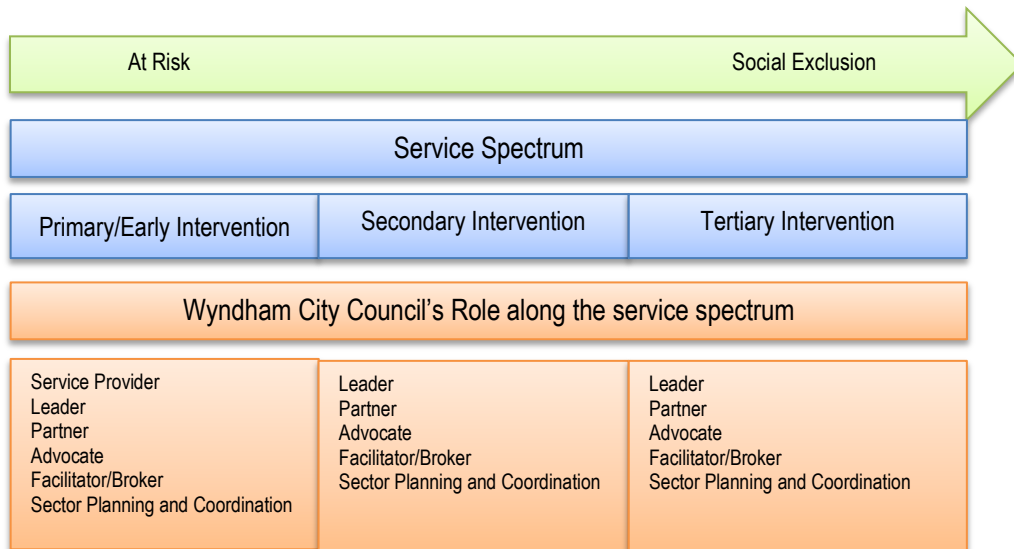 At Risk
Social Exclusion
Service Spectrum
Primary/Early Intervention
Secondary Intervention
Tertiary Intervention
Wyndham City Council's Role along the service spectrum
Service Provider
Leader
Partner
Advocate
Facilitator/Broker
Sector Planning and Coordination
Leader
Partner
Advocate
Facilitator/Broker
Sector Planning and Coordination
Leader
Partner
Advocate
Facilitator/Broker
Sector Planning and Coordination